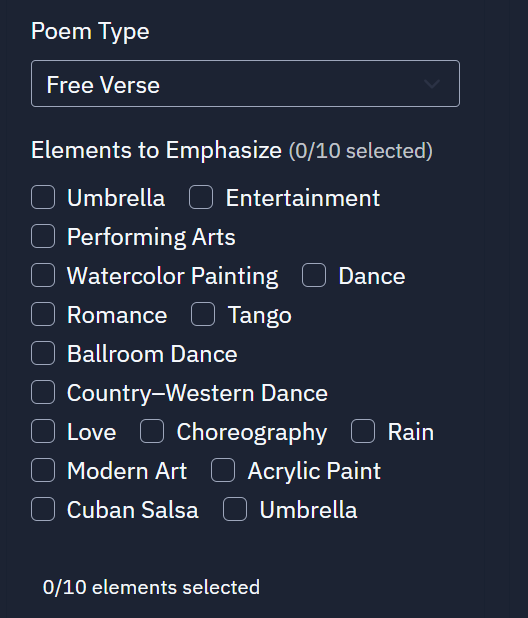 Poem Type
Free Verse
Elements to Emphasize (0/10 selected)
Umbrella Entertainment
Performing Arts
Watercolor Painting Dance
Romance Tango
Ballroom Dance
Country–Western Dance
Love Choreography Rain
Modern Art Acrylic Paint
Cuban Salsa Umbrella
0/10 elements selected